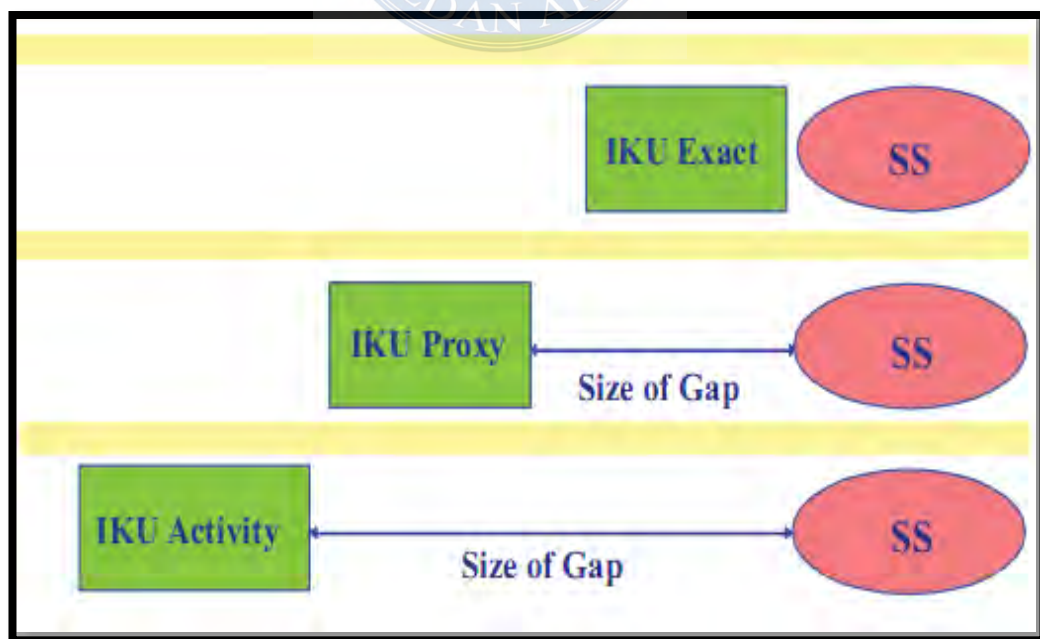 IKU Exact
SS
IKU Proxy
Size of Gap
SS
IKU Activity
Size of Gap
SS